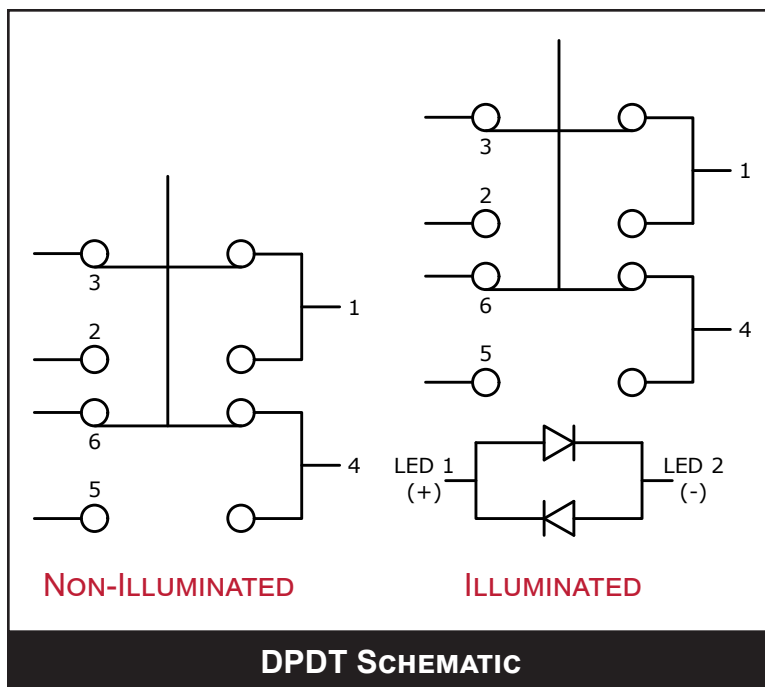 3
2
6
5
1
4
NON-ILLUMINATED
3
2
6
5
1
4
LED 1
(+)
LED 2
(-)
ILLUMINATED
DPDT SCHEMATIC